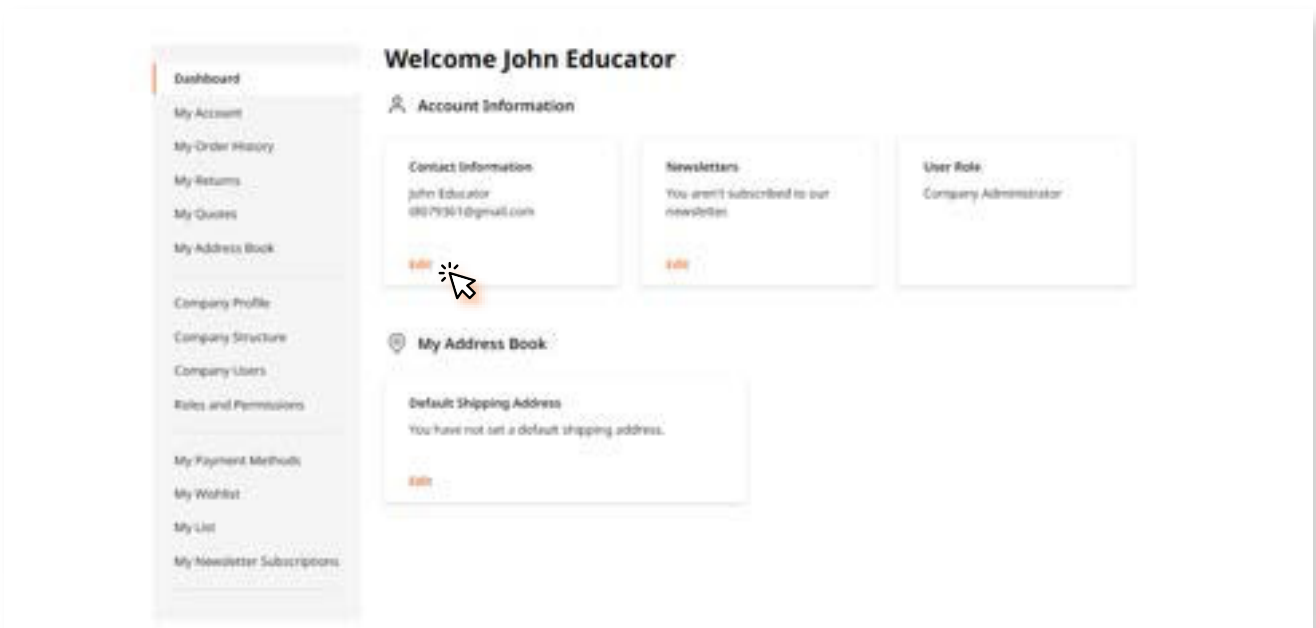 Dashboard
My Account
My Order History
My Returns
My Quotes
My Address Book
Company Profile
Company Structure
Company Users
Roles and Permissions
My Payment Methods
My Wishlist
My List
My Newsletter Subscriptions
Welcome John Educator
Account Information
Contact Information
John Educator
Edit
Newsletters
You aren't subscribed to our
newsletter.
Edit
User Role
Company Administrator
My Address Book
Default Shipping Address
You have not set a default shipping address.
Edit